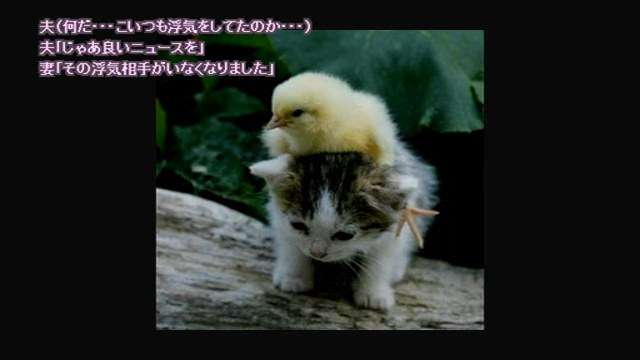 夫（何だ・・・こいつも浮気をしてたのか・・・）
夫「じゃあ良いニュースを」
妻「その浮気相手がいなくなりました」